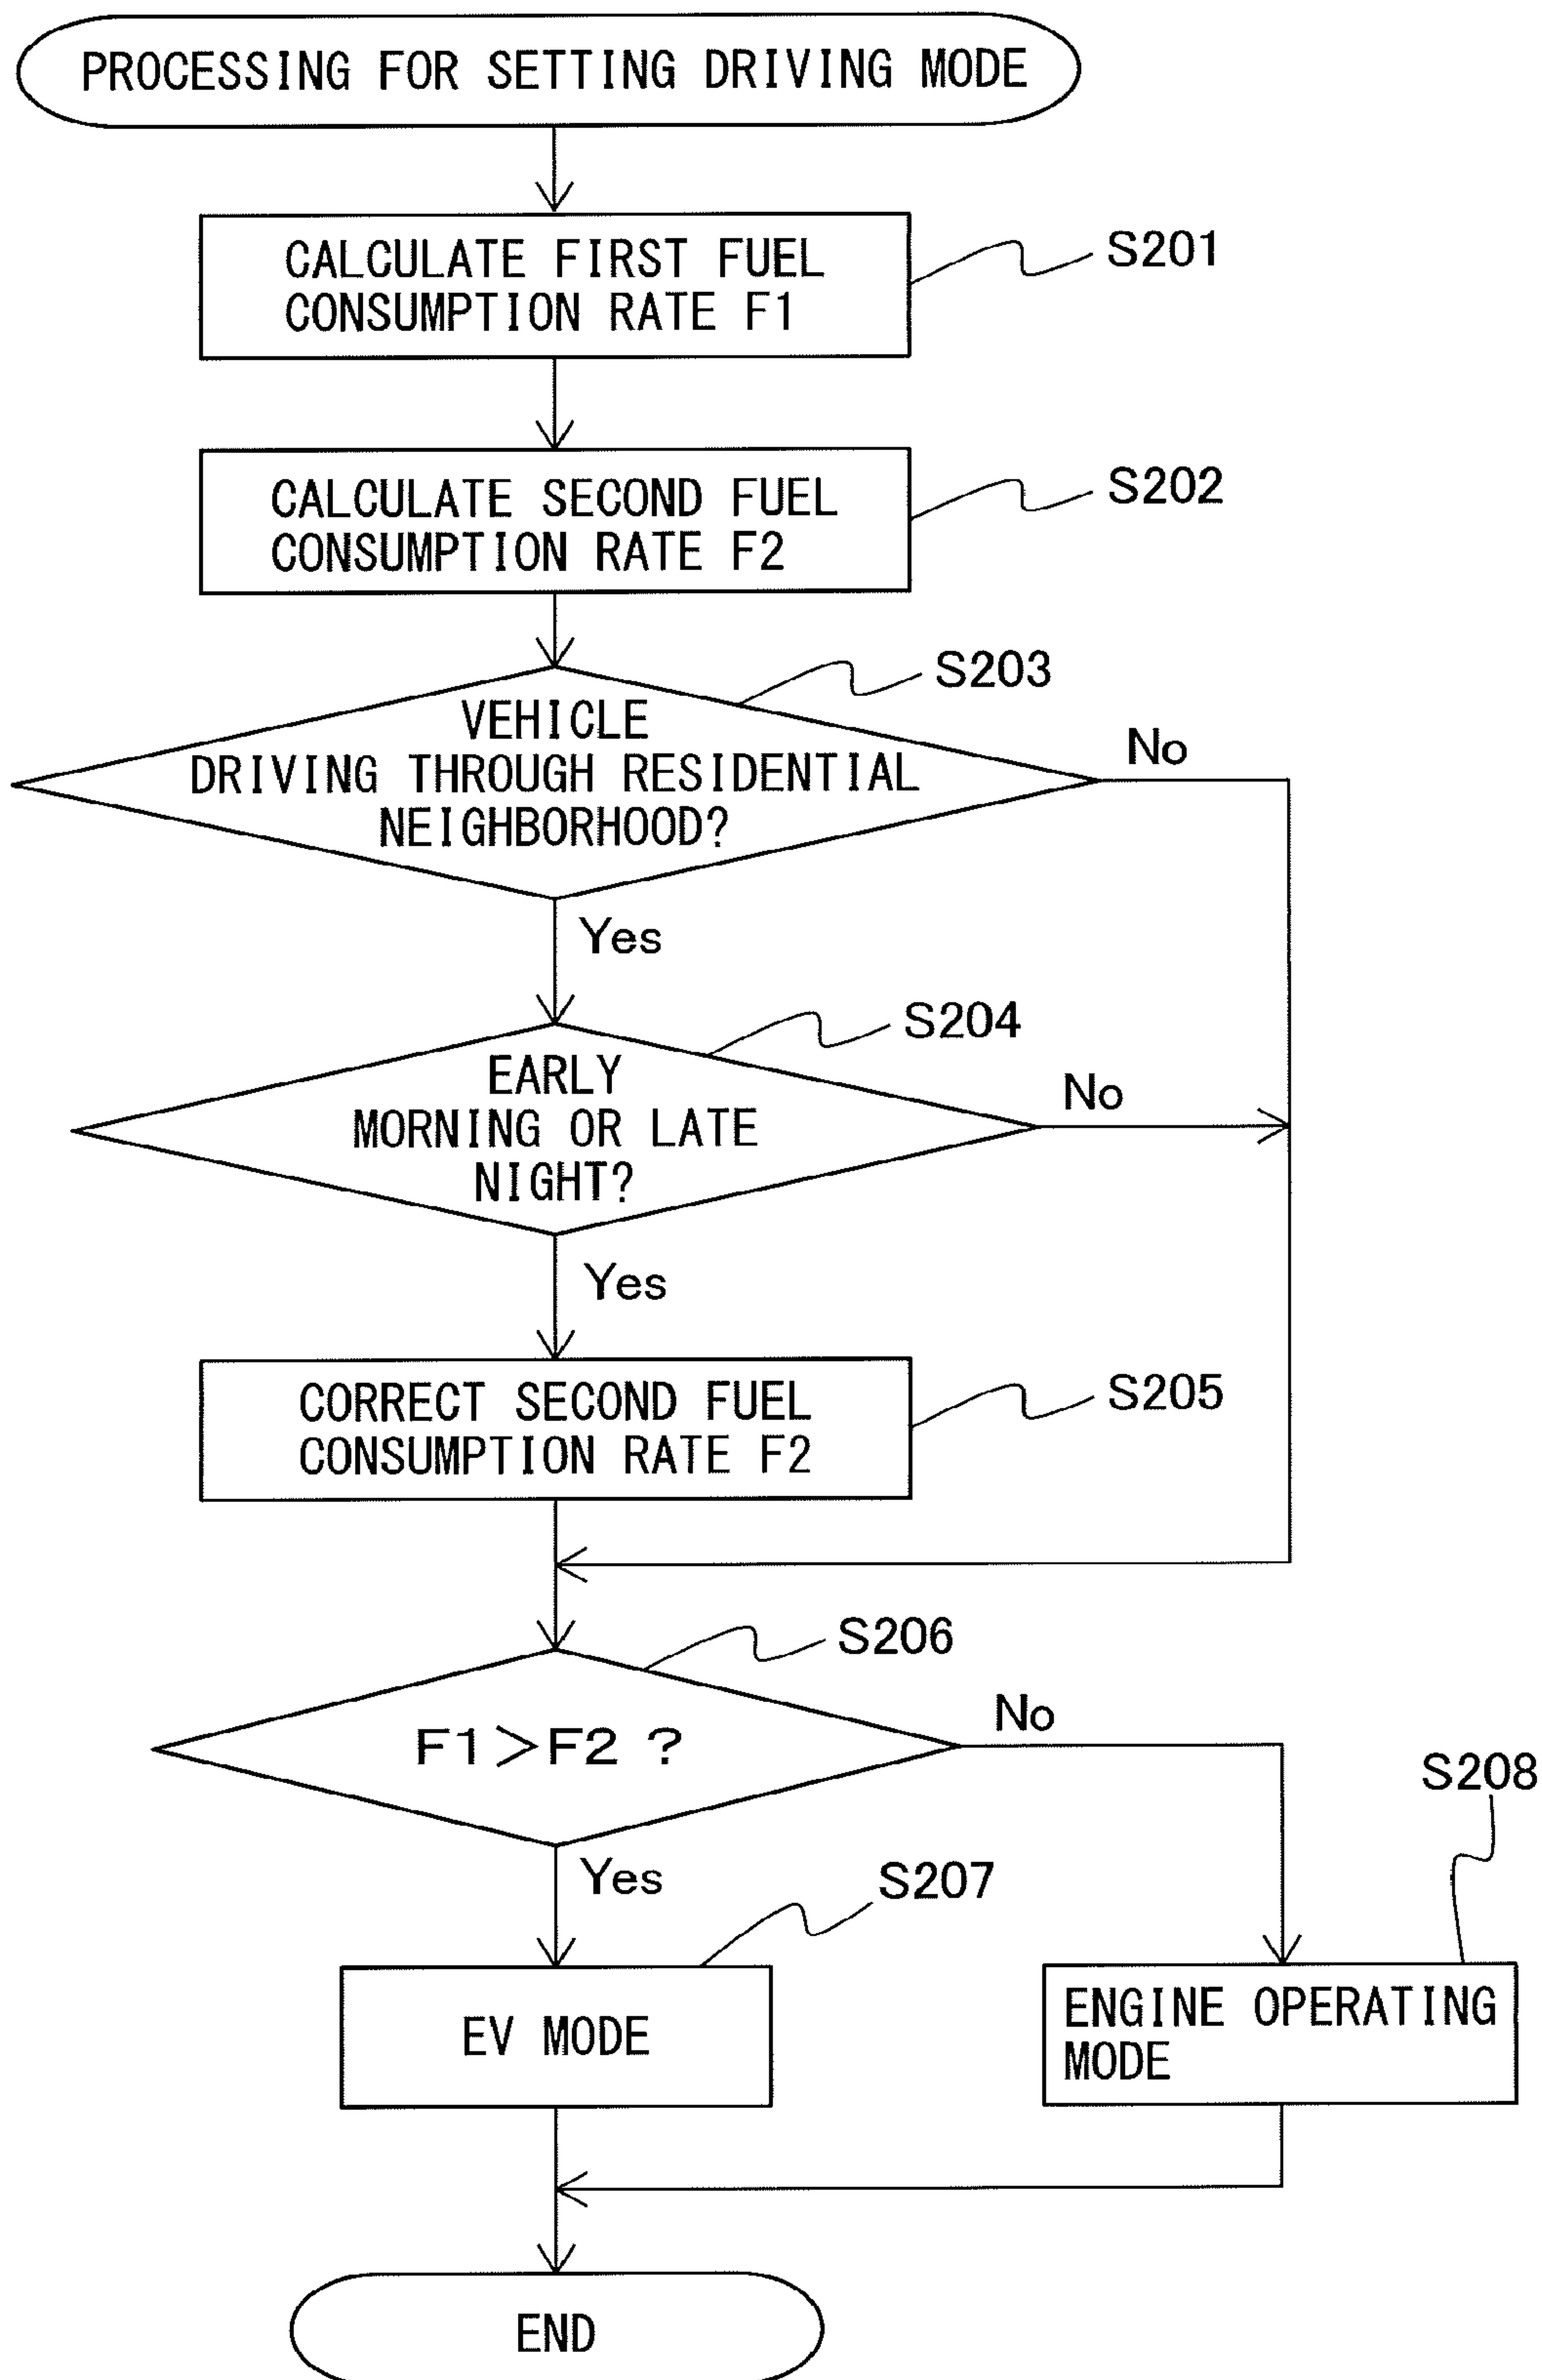 PROCESSING FOR SETTING DRIVING MODE
CALCULATE FIRST FUEL
CONSUMPTION RATE F1
S201
CALCULATE SECOND FUEL
CONSUMPTION RATE F2
S202
S203
VEHICLE
DRIVING THROUGH RESIDENTIAL
NEIGHBORHOOD?
No
Yes
S204
EARLY
MORNING OR LATE
NIGHT?
No
Yes
CORRECT SECOND FUEL
CONSUMPTION RATE F2
S205
S206
F1>F2 ?
No
Yes
S207
S208
EV MODE
ENGINE OPERATING
MODE
END